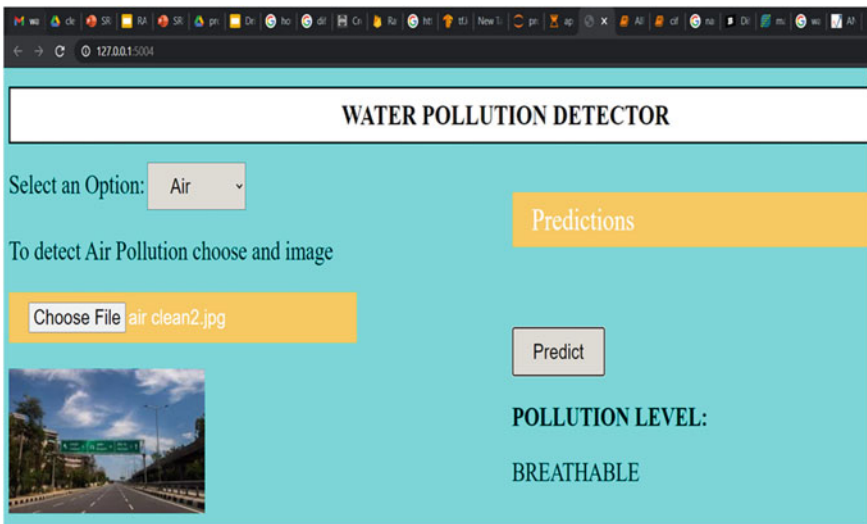 127.0.0.1:5004
WATER POLLUTION DETECTOR
Select an Option: Air
To detect Air Pollution choose and image
Choose File air clean2.jpg
Predictions
Predict
POLLUTION LEVEL:
BREATHABLE